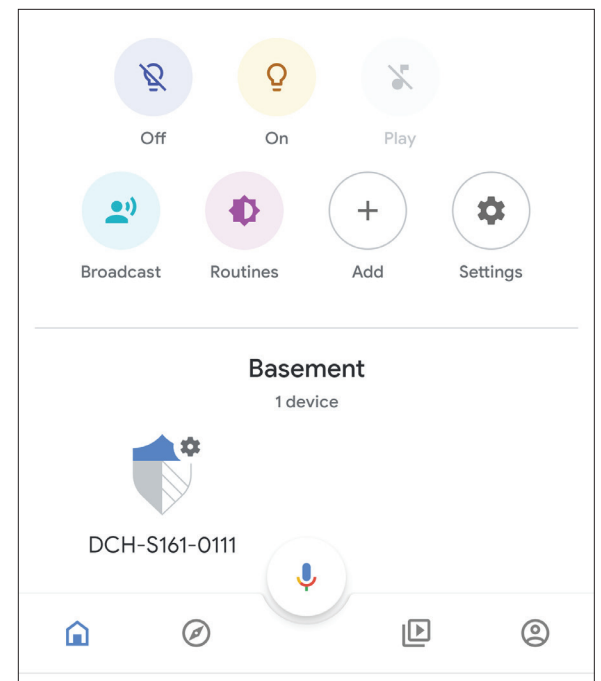 Off On Play
Broadcast Routines Add Settings
Basement
1 device
DCH-S161-0111